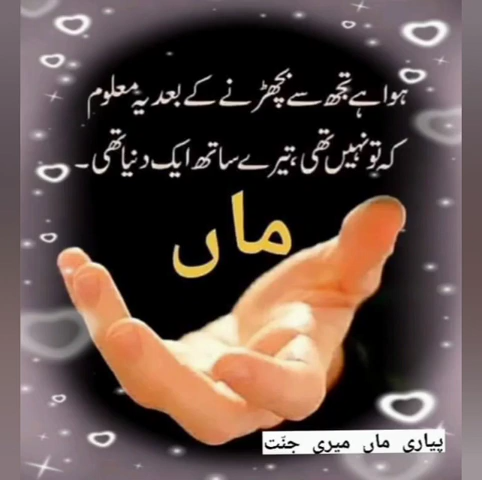 ہوا ہے تجھ سے بچھڑنے کے بعد یہ معلوم
کہ تو نہیں تھی، تیرے ساتھ ایک دنیا تھی۔
ماں
پیاری ماں میری جنّت